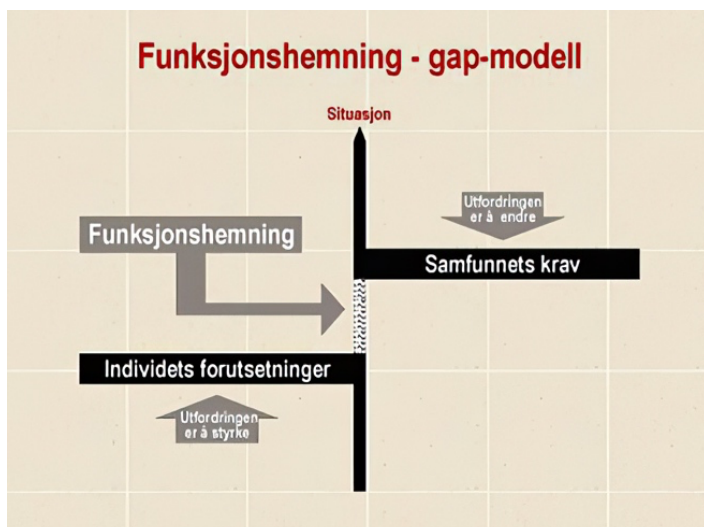 Funksjonshemning - gap-modell
Situasjon
Utfordringen
er å endre
Funksjonshemning
Samfunnets krav
Individets forutsetninger
Utfordringen
er å styrke